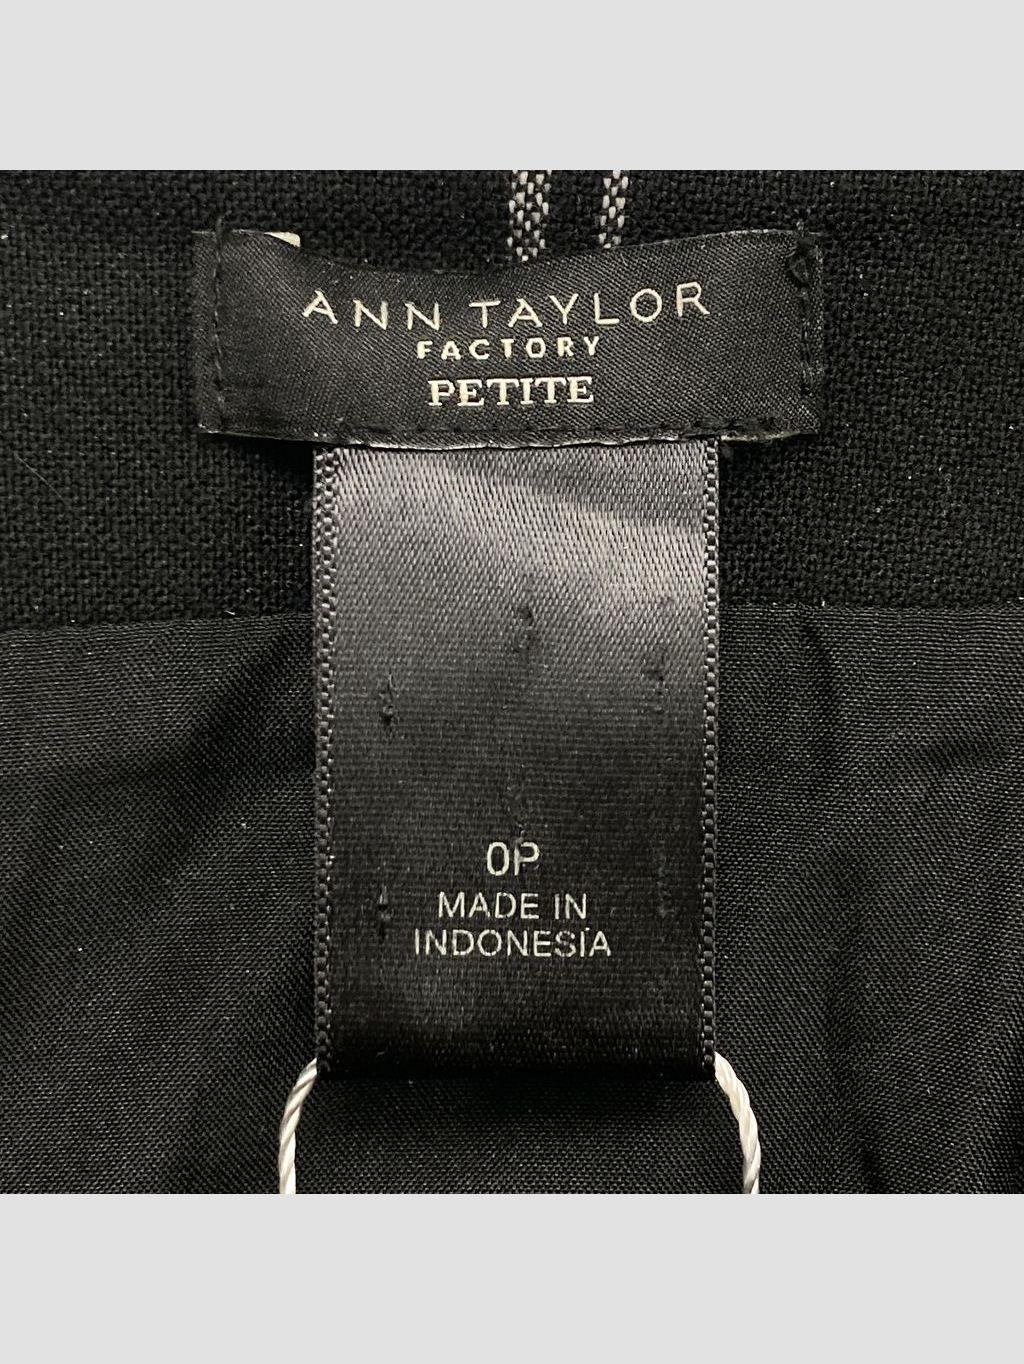 ANN TAYLOR
FACTORY
PETITE
0P
MADE IN
INDONESIA